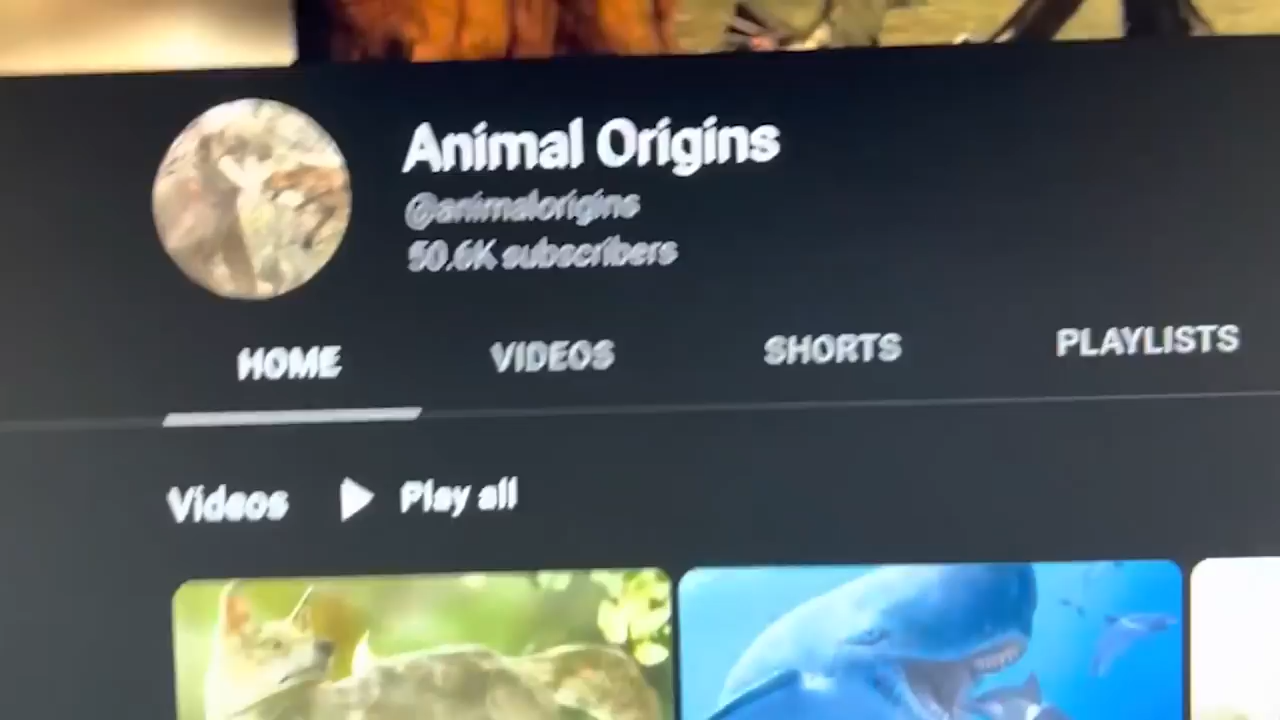 Animal Origins
@animalorigins
50.6K subscribers
HOME VIDEOS SHORTS PLAYLISTS
Videos Play all